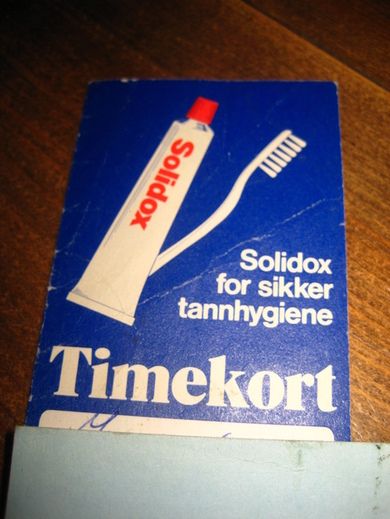 Solidox
Solidox
for sikker
tannhygiene
Timekort